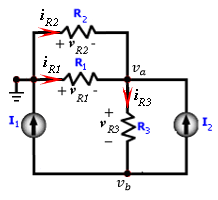 iR2
R2
+ vR2 -
iR1
R1
+ vR1 -
va
iR3
I1
+
vR3
-
R3
I2
vb